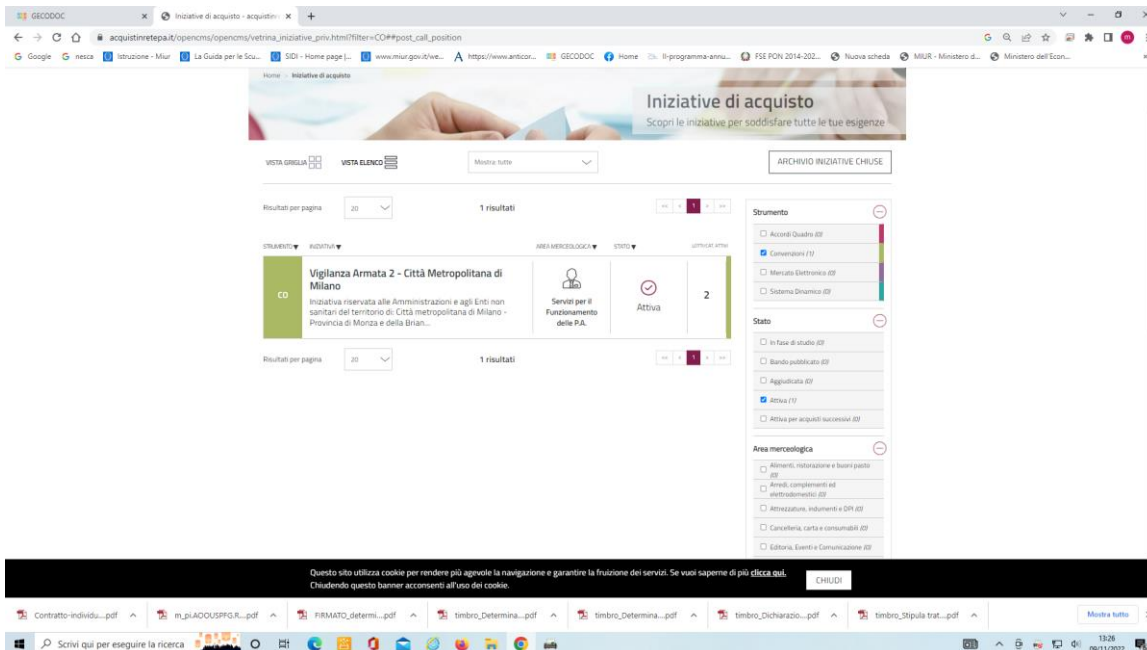 GECODOC
Iniziative di acquisto - acquistin
acquistinretepa.it/opencms/opencms/vetrina_iniziative_priv.html?filter=CO##post_call_position
Google
nesca
Istruzione - Miur
La Guida per le Scu...
SIDI - Home page |...
www.miur.gov.it/we...
https://www.anticor...
GECODOC
Home
Il-programma-annu...
FSE PON 2014-202...
Nuova scheda
MIUR - Ministero d...
Ministero dell'Econ...
Home
Iniziative di acquisto
Iniziative di acquisto
Scopri le iniziative per soddisfare tutte le tue esigenze
VISTA GRIGLIA
VISTA ELENCO
Mostra: tutte
ARCHIVIO INIZIATIVE CHIUSE
Risultati per pagina
20
1 risultati
<< < 1 > >>
STRUMENTO▼ INIZIATIVA▼ AREA MERCEOLOGICA▼ STATO▼ LOTTI/CAT. ATTIVI
CO
Vigilanza Armata 2 - Città Metropolitana di
Milano
Iniziativa riservata alle Amministrazioni e agli Enti non
sanitari del territorio di: Città metropolitana di Milano -
Provincia di Monza e della Brian...
Servizi per il
Funzionamento
delle P.A.
Attiva
2
Risultati per pagina
20
1 risultati
<< < 1 > >>
Strumento
Accordi Quadro (0)
Convenzioni (1)
Mercato Elettronico (0)
Sistema Dinamico (0)
Stato
In fase di studio (0)
Bando pubblicato (0)
Aggiudicata (0)
Attiva (1)
Attiva per acquisti successivi (0)
Area merceologica
Alimenti, ristorazione e buoni pasto
(0)
Arredi, complementi ed
elettrodomestici (0)
Attrezzature, indumenti e DPI (0)
Cancelleria, carta e consumabili (0)
Editoria, Eventi e Comunicazione (0)
Questo sito utilizza cookie per rendere più agevole la navigazione e garantire la fruizione dei servizi. Se vuoi saperne di più clicca qui.
Chiudendo questo banner acconsenti all'uso dei cookie.
CHIUDI
Contratto-individu....pdf
m_pi.AOOUSPFG.R....pdf
FIRMATO_determi....pdf
timbro_Determina....pdf
timbro_Determina....pdf
timbro_Dichiarazio....pdf
timbro_Stipula trat....pdf
Mostra tutto
Scrivi qui per eseguire la ricerca
13:26
09/11/2022